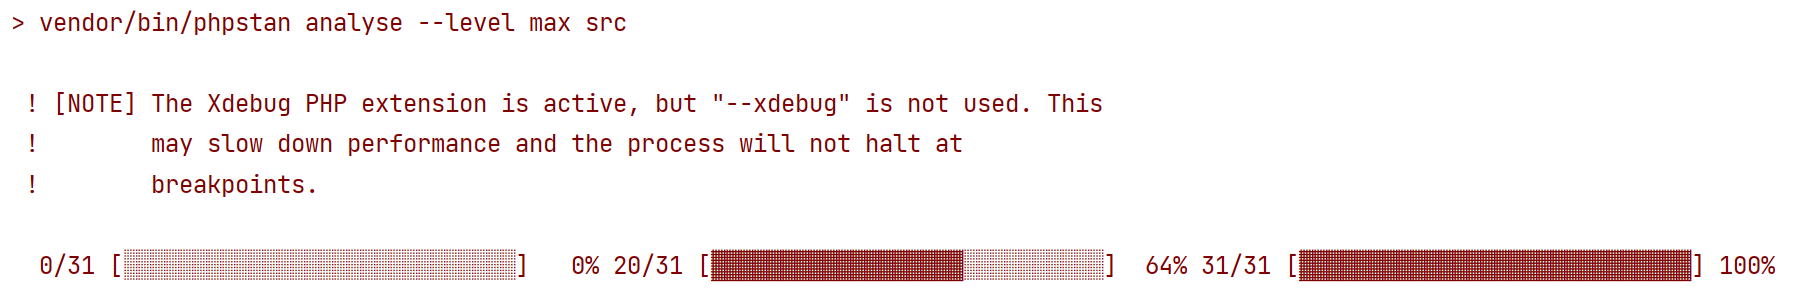 > vendor/bin/phpstan analyse --level max src
! [NOTE] The Xdebug PHP extension is active, but "--xdebug" is not used. This
!        may slow down performance and the process will not halt at
!        breakpoints.
0/31 [░░░░░░░░░░░░░░░░░░░░░░░░░░░░]   0% 20/31 [▓▓▓▓▓▓▓▓▓▓▓▓▓▓▓▓▓▓░░░░░░░░░░]  64% 31/31 [▓▓▓▓▓▓▓▓▓▓▓▓▓▓▓▓▓▓▓▓▓▓▓▓▓▓▓▓] 100%